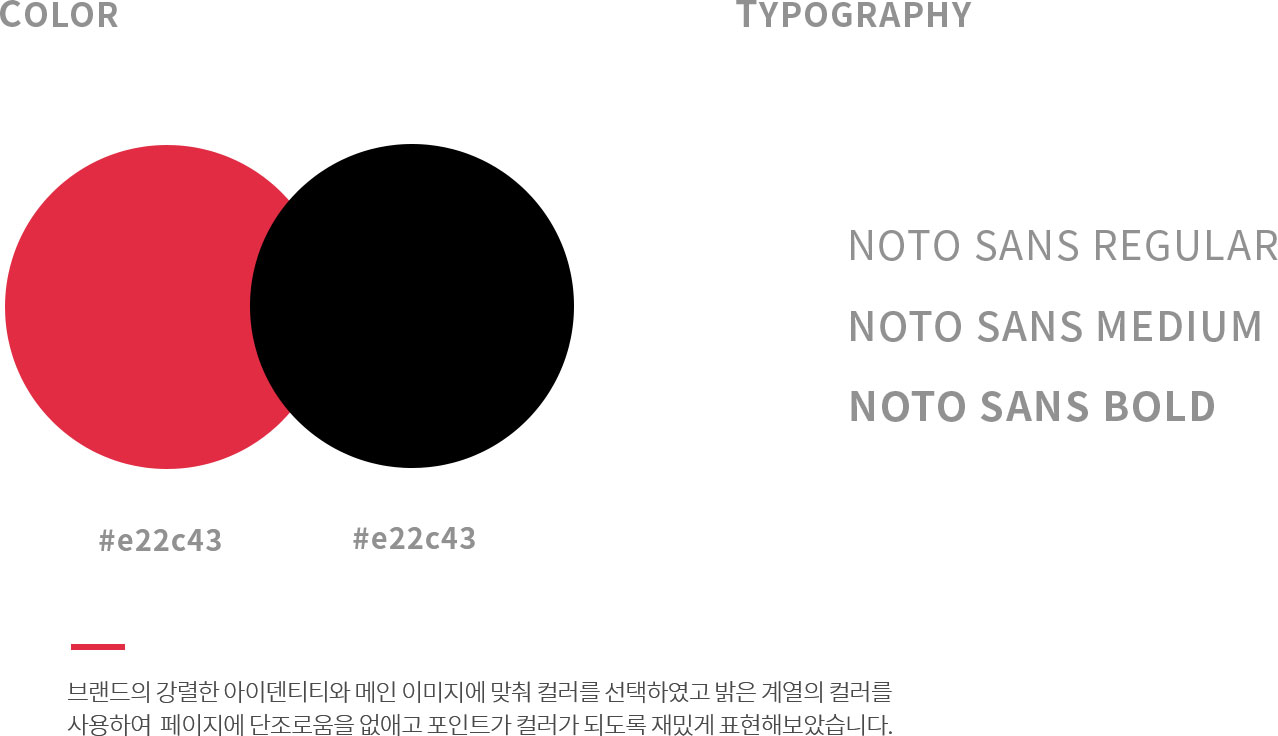 COLOR
TYPOGRAPHY
NOTO SANS REGULAR
NOTO SANS MEDIUM
NOTO SANS BOLD
#e22c43
#e22c43
브랜드의 강렬한 아이덴티티와 메인 이미지에 맞춰 컬러를 선택하였고 밝은 계열의 컬러를
사용하여 페이지에 단조로움을 없애고 포인트가 컬러가 되도록 재밌게 표현해보았습니다.